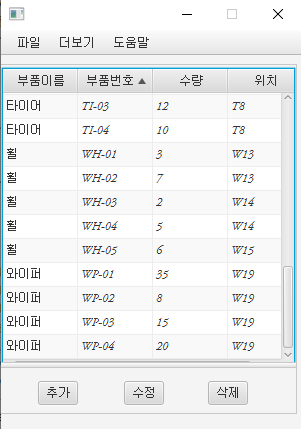 파일 더보기 도움말
부품이름 부품번호 수량 위치
타이어 TI-03 12 T8
타이어 TI-04 10 T8
휠 WH-01 3 W13
휠 WH-02 7 W13
휠 WH-03 2 W14
휠 WH-04 5 W14
휠 WH-05 6 W15
와이퍼 WP-01 35 W19
와이퍼 WP-02 8 W19
와이퍼 WP-03 15 W19
와이퍼 WP-04 20 W19
추가 수정 삭제